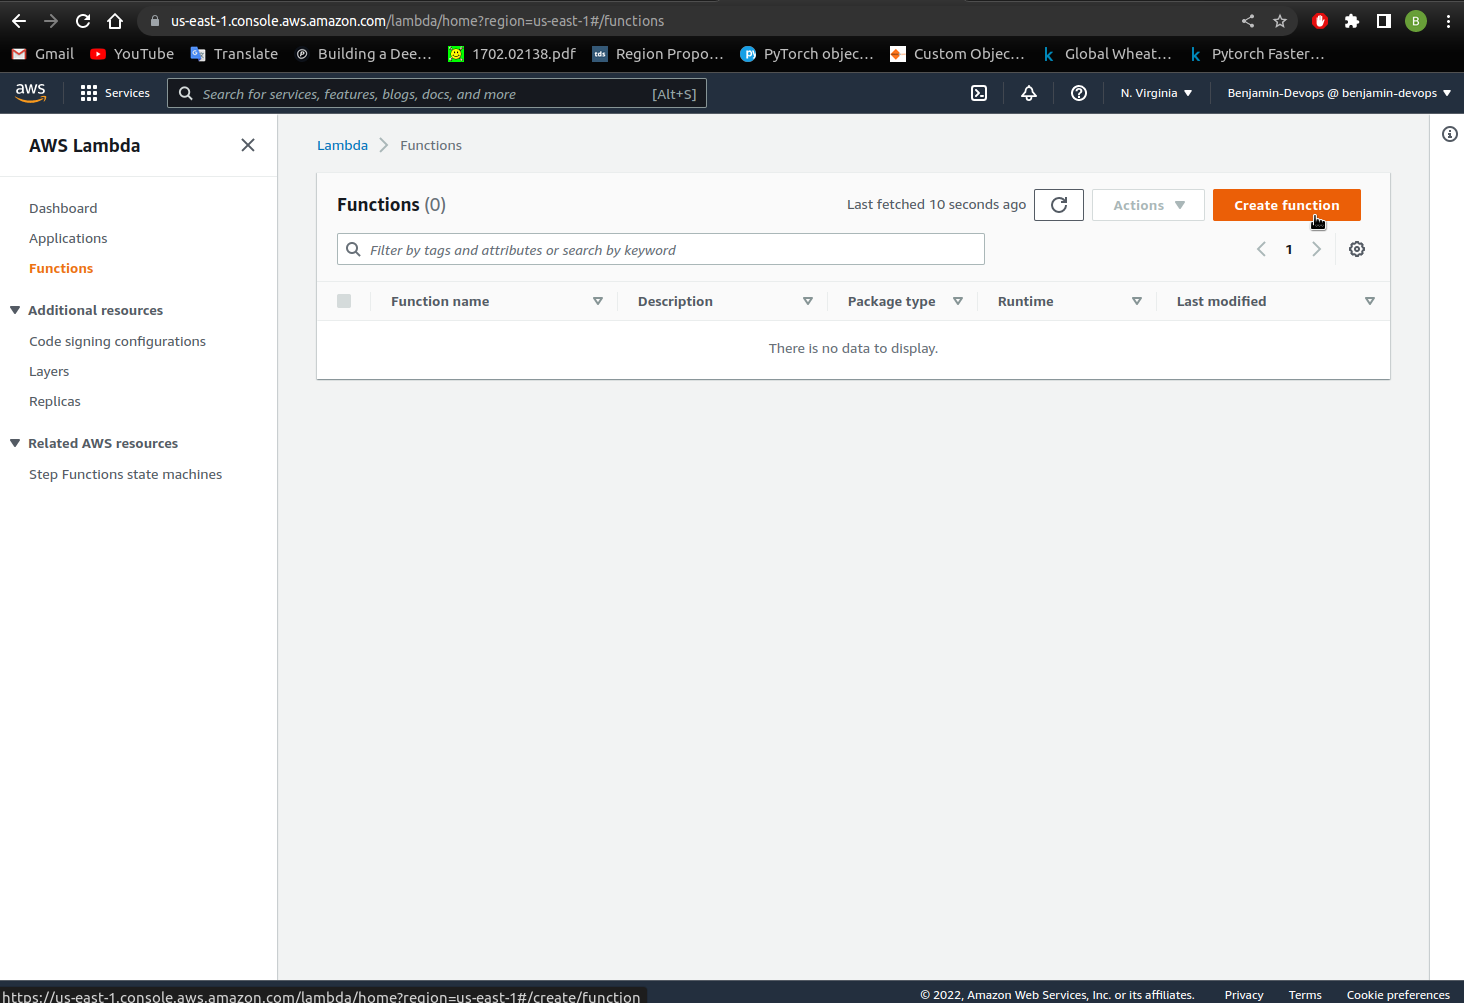 us-east-1.console.aws.amazon.com/lambda/home?region=us-east-1#/functions
B
Gmail YouTube Translate Building a Dee... 1702.02138.pdf tds Region Propo... PyTorch objec... Custom Objec... k Global Wheat... k Pytorch Faster...
aws Services Search for services, features, blogs, docs, and more [Alt+S] N. Virginia Benjamin-Devops @ benjamin-devops
AWS Lambda
Dashboard
Applications
Functions
Additional resources
Code signing configurations
Layers
Replicas
Related AWS resources
Step Functions state machines
Lambda Functions
Functions (0) Last fetched 10 seconds ago Actions Create function
Filter by tags and attributes or search by keyword 1
Function name Description Package type Runtime Last modified
There is no data to display.
https://us-east-1.console.aws.amazon.com/lambda/home?region=us-east-1#/create/function
© 2022, Amazon Web Services, Inc. or its affiliates. Privacy Terms Cookie preferences